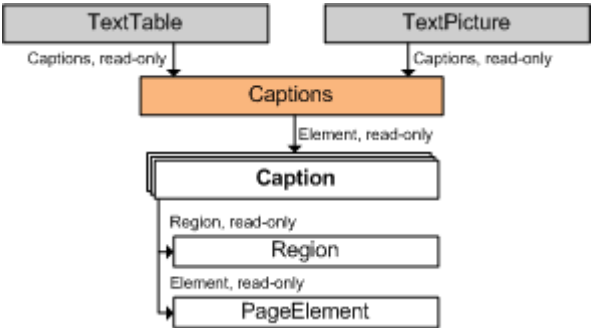 TextTable
TextPicture
Captions, read-only
Captions, read-only
Captions
Element, read-only
Caption
Region, read-only
Region
Element, read-only
PageElement